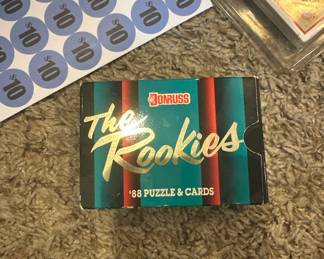 DONRUSS
The
Rookies
'88 PUZZLE & CARDS